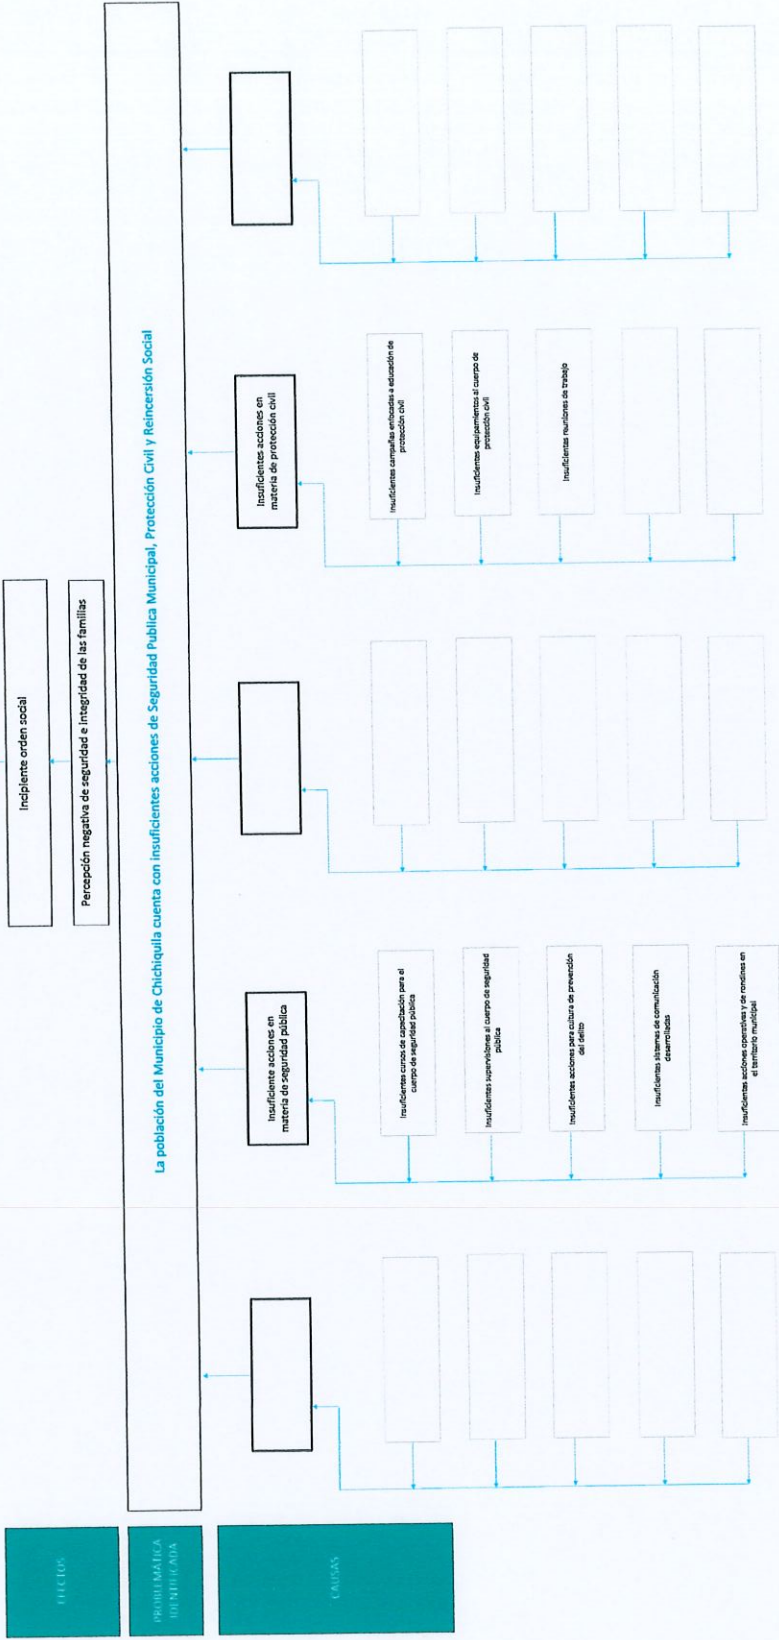 EFECTOS
Incipiente orden social
Percepción negativa de seguridad e integridad de las familias
PROBLEMÁTICA
IDENTIFICADA
La población del Municipio de Chichiquila cuenta con insuficientes acciones de Seguridad Publica Municipal, Protección Civil y Reincersión Social
CAUSAS
Insuficiente acciones en
materia de seguridad pública
Insuficientes cursos de capacitación para el
cuerpo de seguridad pública
Insuficientes supervisiones al cuerpo de seguridad
pública
Insuficientes acciones para cultura de prevención
del delito
Insuficientes sistemas de comunicación
desarrolladas
Insuficientes acciones operativas y de rondines en
el territorio municipal
Insuficientes acciones en
materia de protección civil
Insuficientes campañas enfocadas a educación de
protección civil
Insuficientes equipamientos al cuerpo de
protección civil
Insuficientes reuniones de trabajo